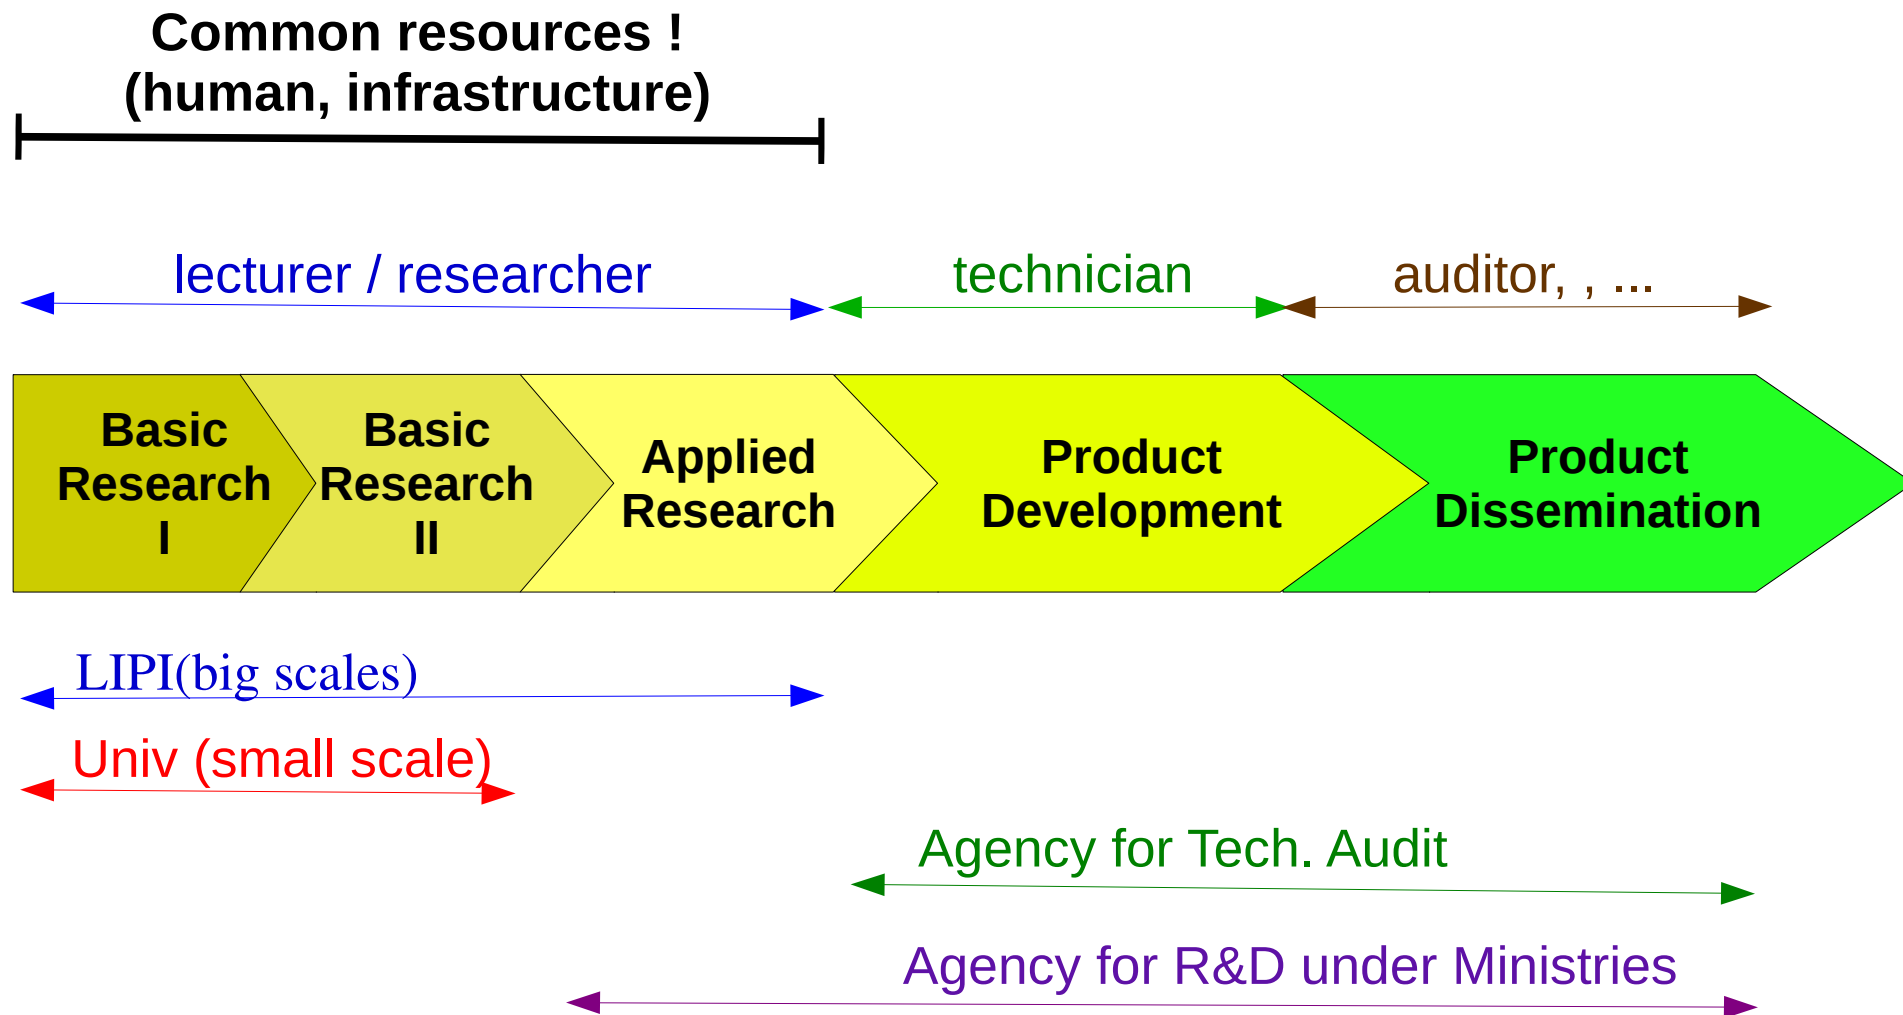 Common resources !
(human, infrastructure)
lecturer / researcher
technician
auditor, , ...
Basic
Research
I
Basic
Research
II
Applied
Research
Product
Development
Product
Dissemination
LIPI(big scales)
Univ (small scale)
Agency for Tech. Audit
Agency for R&D under Ministries